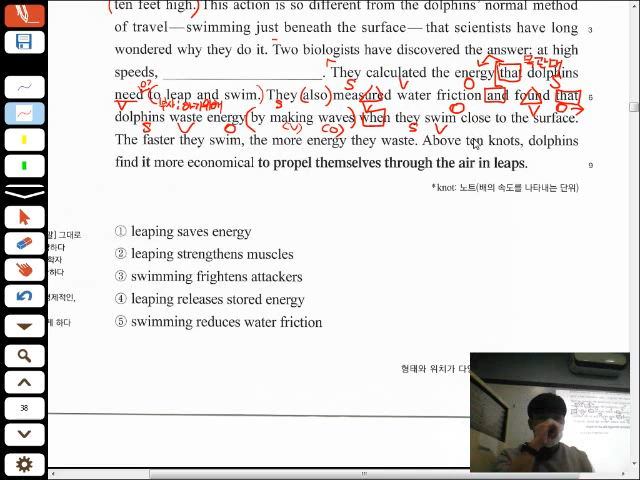 ten feet high. This action is so different from the dolphins' normal method
of travel—swimming just beneath the surface—that scientists have long
3
wondered why they do it. Two biologists have discovered the answer: at high
speeds, ____________________. They calculated the energy that dolphins
need to leap and swim. They also measured water friction and found that
6
dolphins waste energy by making waves when they swim close to the surface.
The faster they swim, the more energy they waste. Above ten knots, dolphins
find it more economical to propel themselves through the air in leaps.
9
*knot: 노트(배의 속도를 나타내는 단위)
① leaping saves energy
② leaping strengthens muscles
③ swimming frightens attackers
④ leaping releases stored energy
⑤ swimming reduces water friction
그대로
하다
학자
하다
게 하다
형태와 위치가 다
38